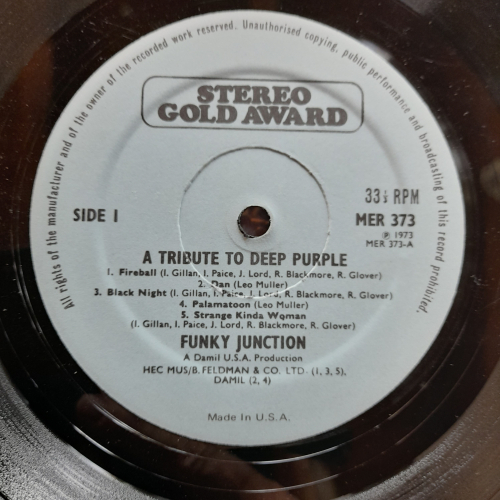 All rights of the manufacturer and of the owner of the recorded work reserved. Unauthorised copying, public performance and broadcasting of this record prohibited.
STEREO
GOLD AWARD
33⅓ RPM
SIDE 1
MER 373
℗ 1973
MER 373-A
A TRIBUTE TO DEEP PURPLE
1. Fireball (I. Gillan, I. Paice, J. Lord, R. Blackmore, R. Glover)
2. Dan (Leo Muller)
3. Black Night (I. Gillan, I. Paice, J. Lord, R. Blackmore, R. Glover)
4. Palamatoon (Leo Muller)
5. Strange Kinda Woman
(I. Gillan, I. Paice, J. Lord, R. Blackmore, R. Glover)
FUNKY JUNCTION
A Damil U.S.A. Production
HEC MUS/B. FELDMAN & CO. LTD (1, 3, 5),
DAMIL (2, 4)
Made in U.S.A.